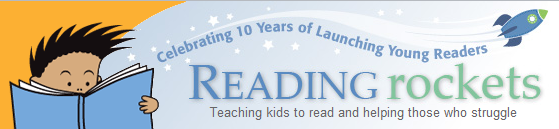 Celebrating 10 Years of Launching Young Readers
READING rockets
Teaching kids to read and helping those who struggle